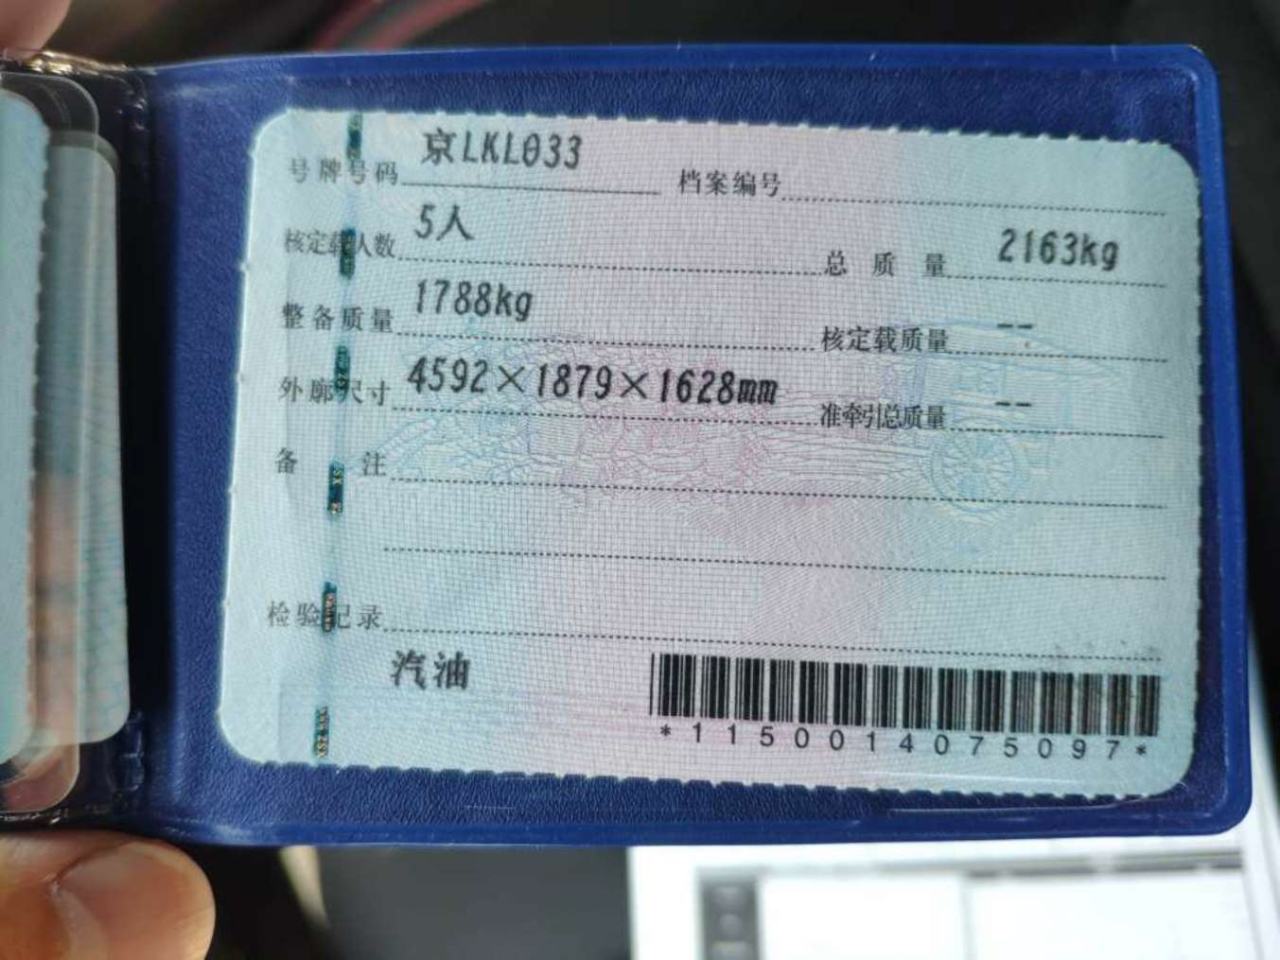 号牌号码 京LKL033 档案编号
核定载人数 5人 总质量 2163kg
整备质量 1788kg 核定载质量 --
外廓尺寸 4592×1879×1628mm 准牵引总质量 --
备注
检验记录
汽油
*1150014075097*